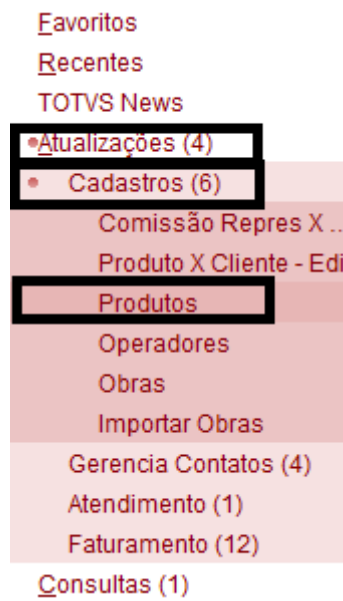 Favoritos
Recentes
TOTVS News
Atualizações (4)
Cadastros (6)
Comissão Repres X ..
Produto X Cliente - Edi
Produtos
Operadores
Obras
Importar Obras
Gerencia Contatos (4)
Atendimento (1)
Faturamento (12)
Consultas (1)